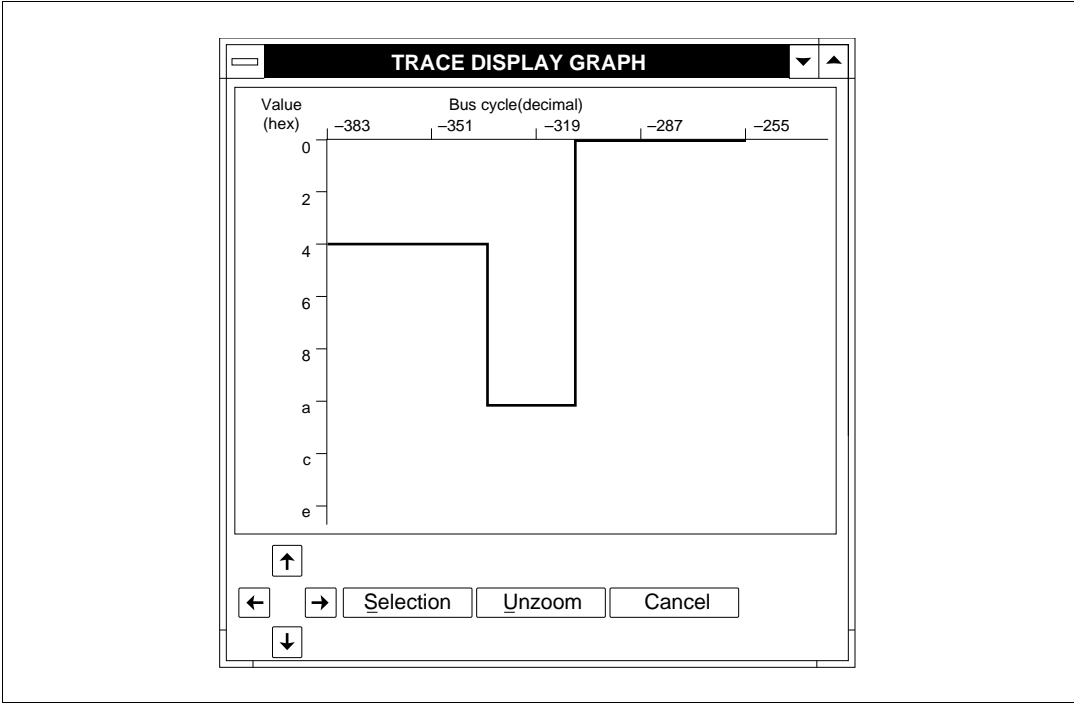 TRACE DISPLAY GRAPH
Value
(hex)
Bus cycle(decimal)
–383 –351 –319 –287 –255
0
2
4
6
8
a
c
e
Selection Unzoom Cancel